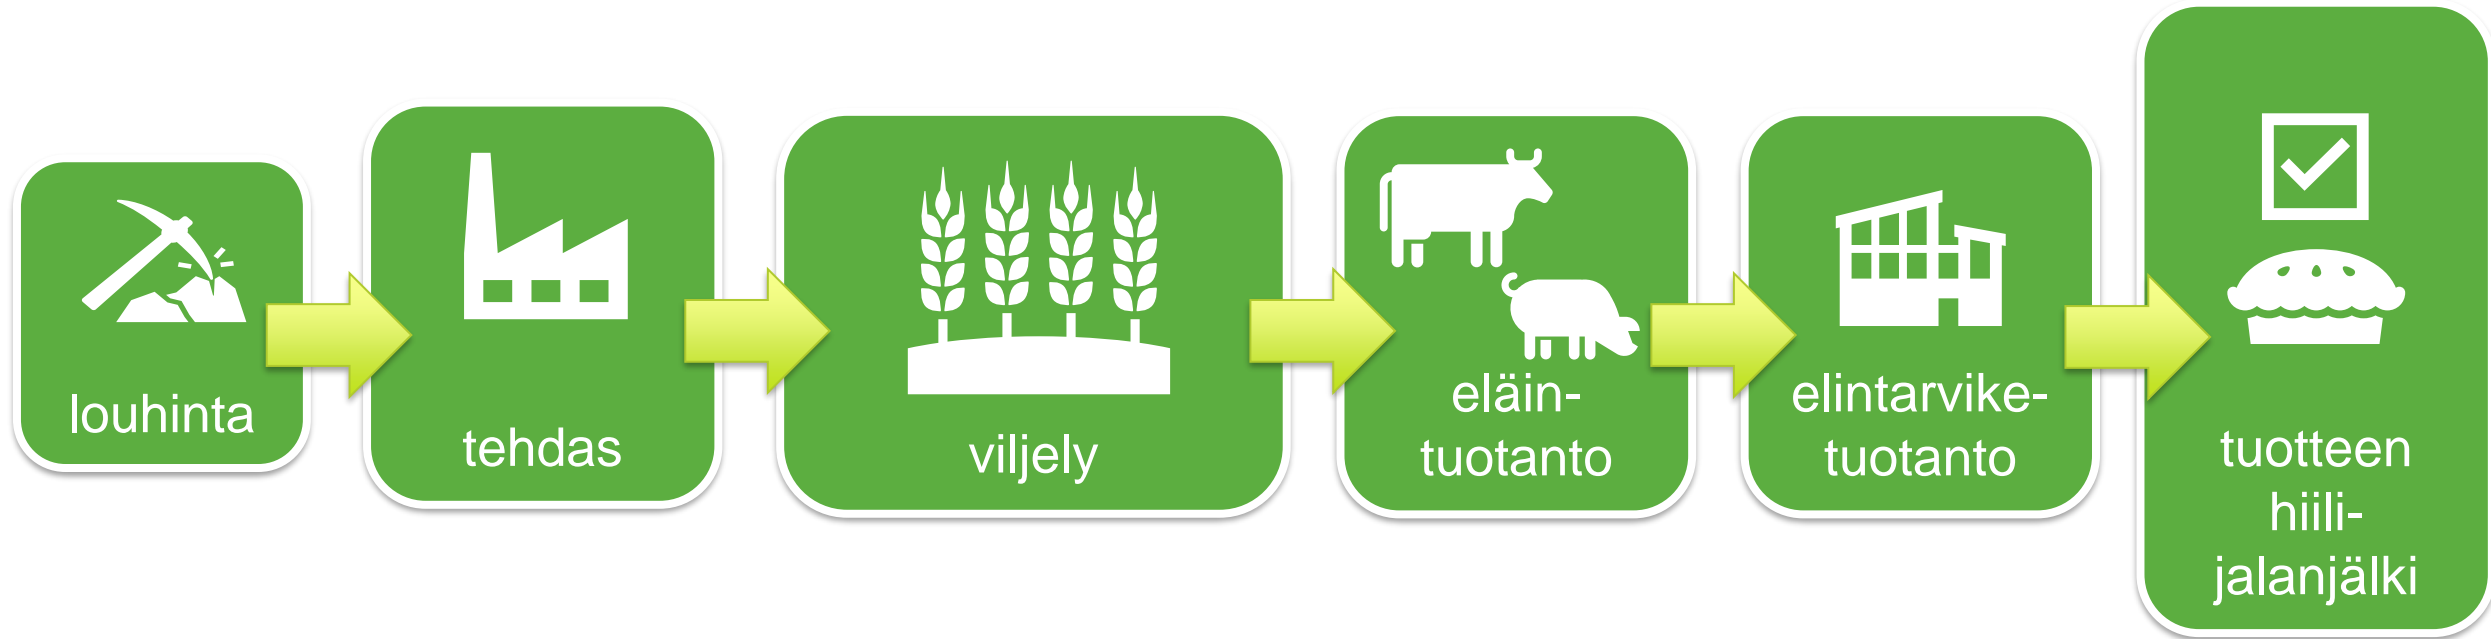 louhinta
tehdas
viljely
eläin-
tuotanto
elintarvike-
tuotanto
tuotteen
hiili-
jalanjälki